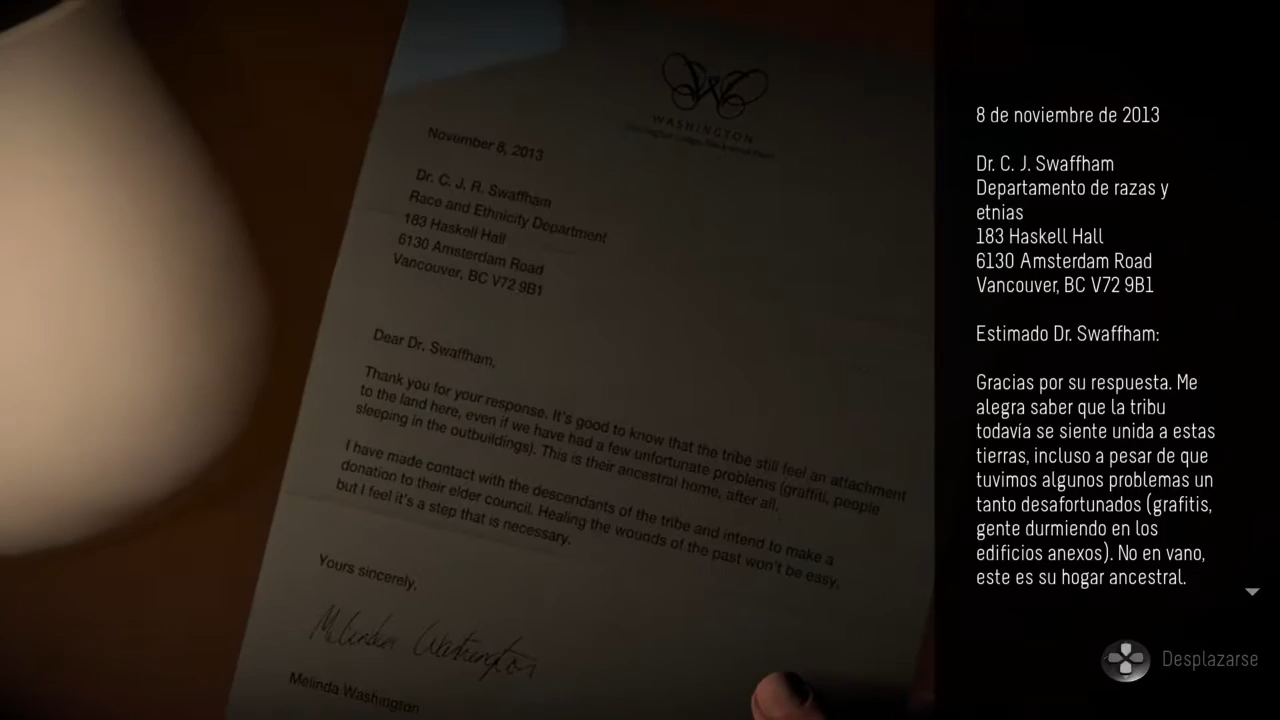 WASHINGTON
November 8, 2013
Dr. C. J. R. Swaffham
Race and Ethnicity Department
183 Haskell Hall
6130 Amsterdam Road
Vancouver, BC V72 9B1
Dear Dr. Swaffham,
Thank you for your response. It's good to know that the tribe still feel an attachment
to the land here, even if we have had a few unfortunate problems (graffiti, people
sleeping in the outbuildings). This is their ancestral home, after all.
I have made contact with the descendants of the tribe and intend to make a
donation to their elder council. Healing the wounds of the past won't be easy,
but I feel it's a step that is necessary.
Yours sincerely,
Melinda Washington
Melinda Washington
8 de noviembre de 2013
Dr. C. J. Swaffham
Departamento de razas y
etnias
183 Haskell Hall
6130 Amsterdam Road
Vancouver, BC V72 9B1
Estimado Dr. Swaffham:
Gracias por su respuesta. Me
alegra saber que la tribu
todavía se siente unida a estas
tierras, incluso a pesar de que
tuvimos algunos problemas un
tanto desafortunados (grafitis,
gente durmiendo en los
edificios anexos). No en vano,
este es su hogar ancestral.
Desplazarse